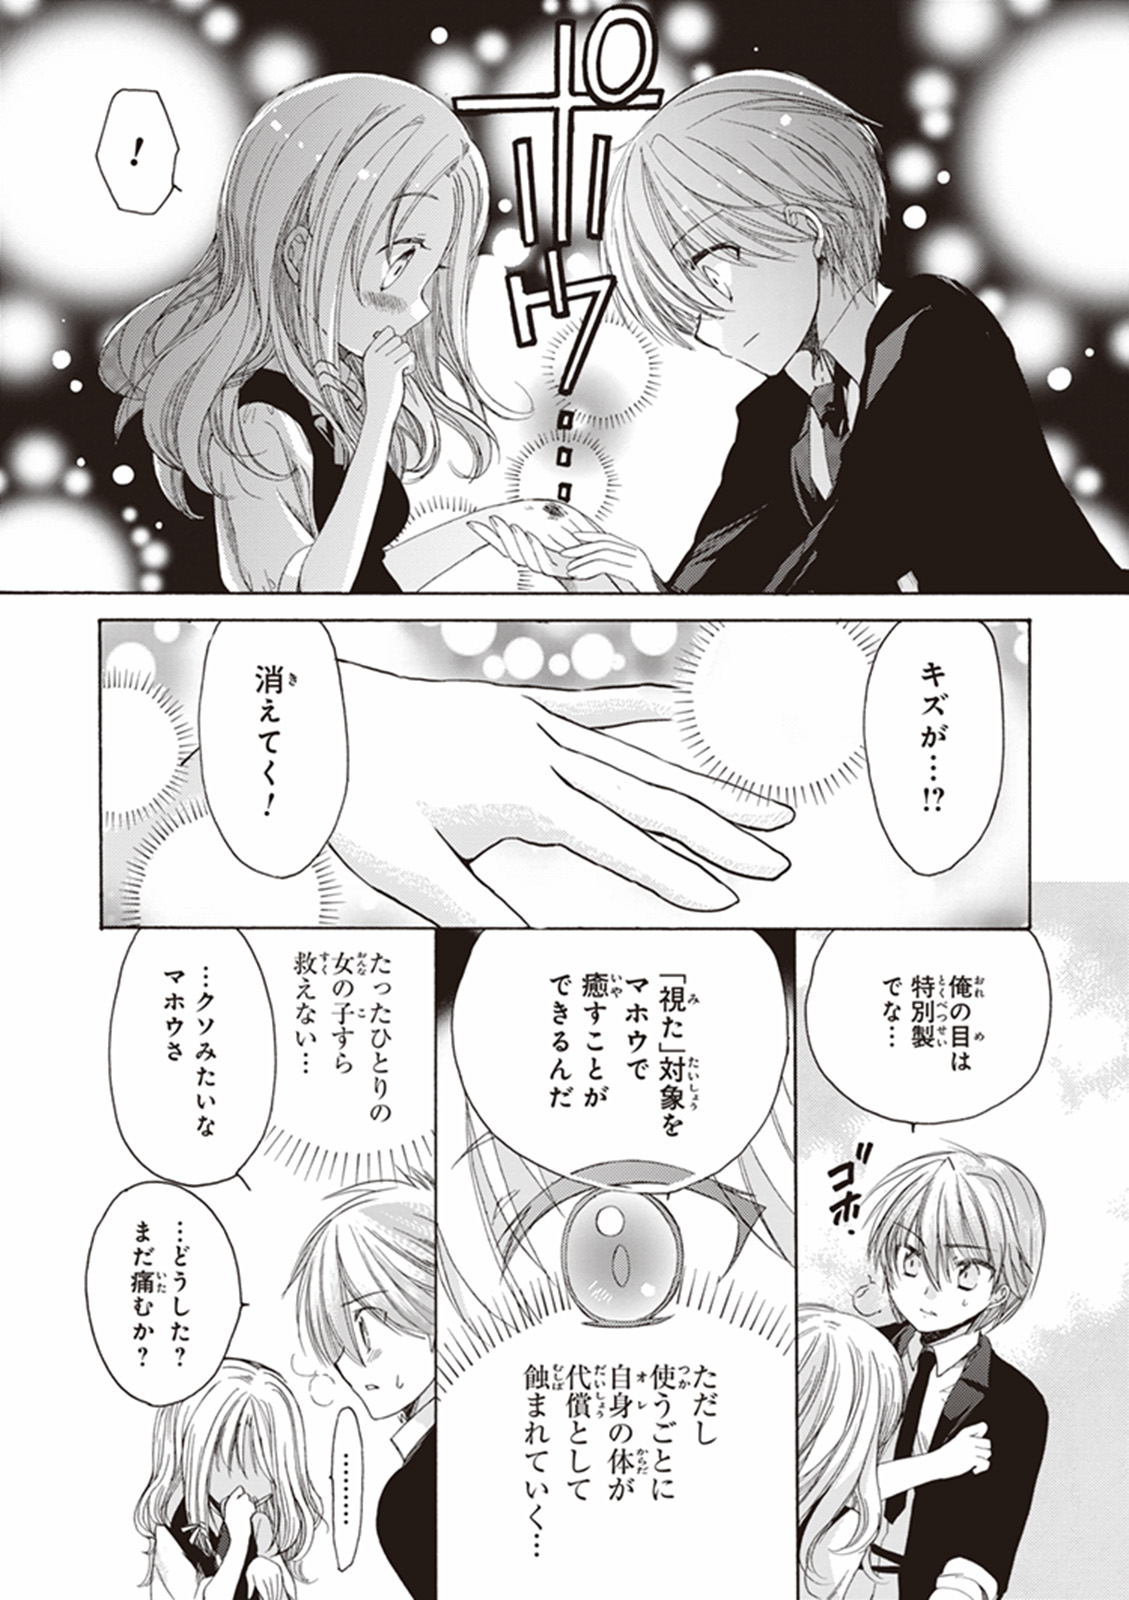 !
ポウ…
キズが…!?
消えてく!
俺の目は
特別製
でな…
ゴホ
「視た」対象を
マホウで
癒すことが
できるんだ
ただし
使うごとに
自身の体が
代償として
蝕まれていく…
たったひとりの
女の子すら
救えない…
…クソみたいな
マホウさ
…どうした?
まだ痛むか?
………